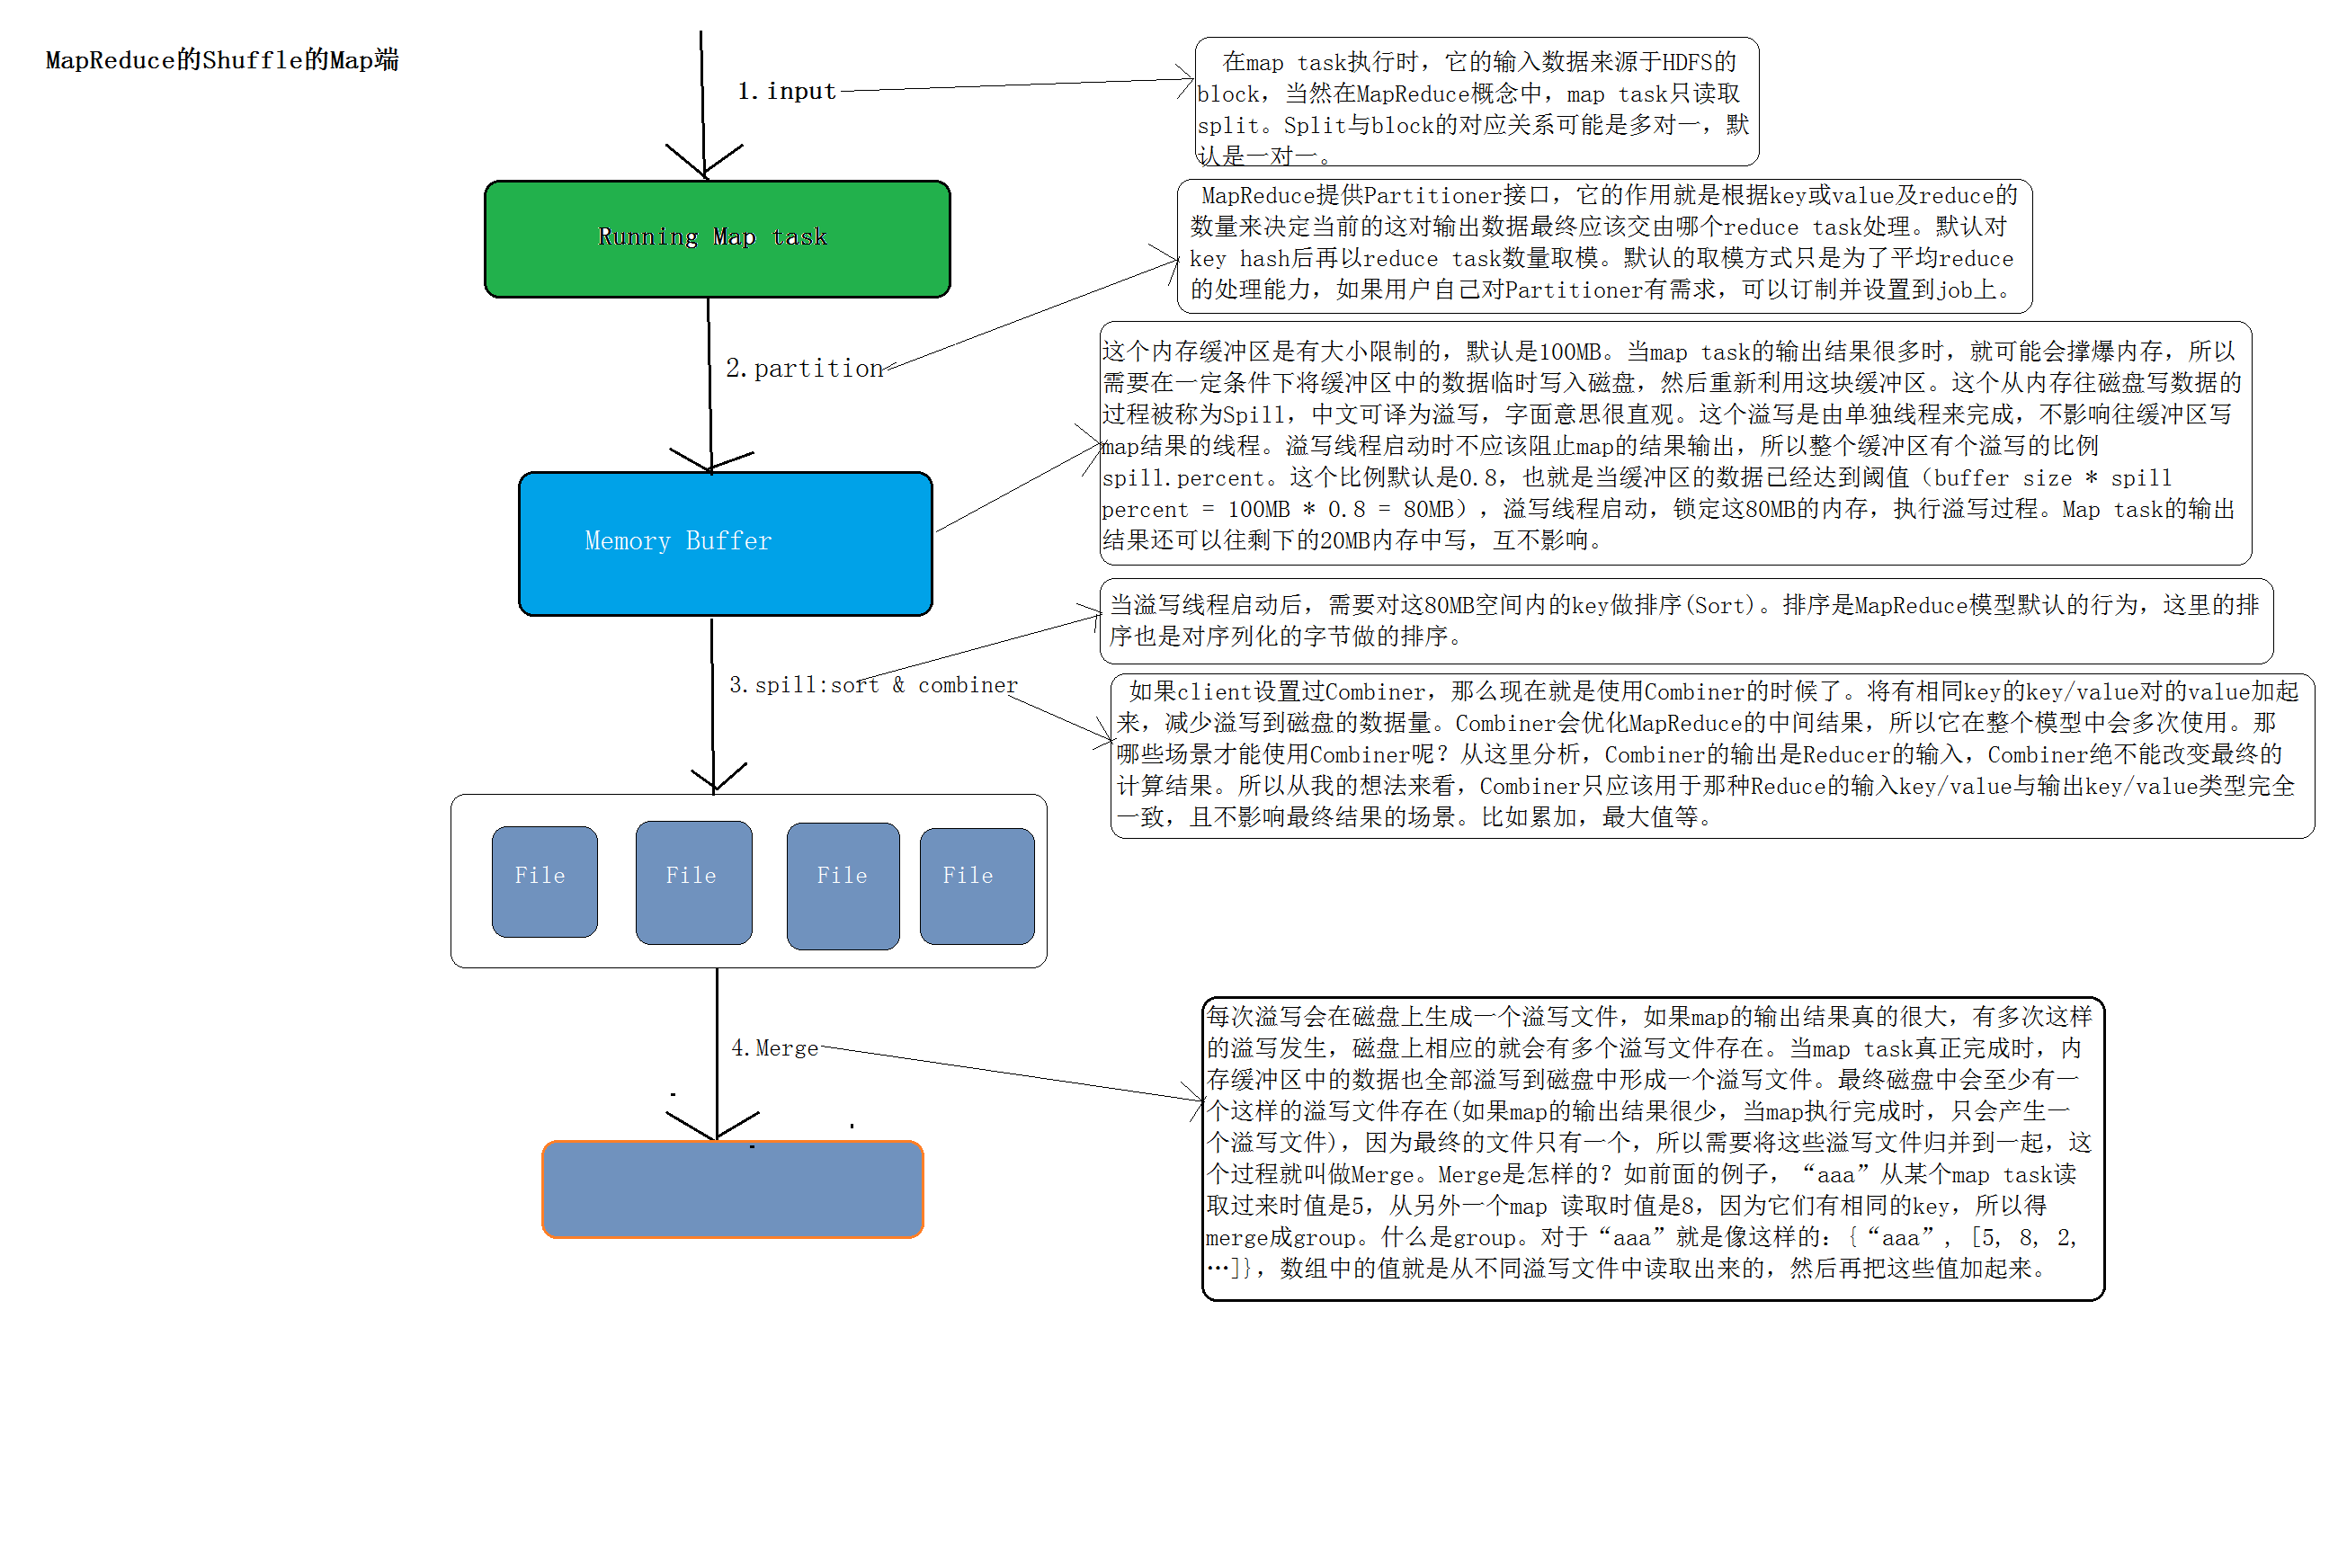 MapReduce的Shuffle的Map端
1.input
在map task执行时，它的输入数据来源于HDFS的
block，当然在MapReduce概念中，map task只读取
split。Split与block的对应关系可能是多对一，默
认是一对一。
Running Map task
MapReduce提供Partitioner接口，它的作用就是根据key或value及reduce的
数量来决定当前的这对输出数据最终应该交由哪个reduce task处理。默认对
key hash后再以reduce task数量取模。默认的取模方式只是为了平均reduce
的处理能力，如果用户自己对Partitioner有需求，可以订制并设置到job上。
2.partition
这个内存缓冲区是有大小限制的，默认是100MB。当map task的输出结果很多时，就可能会撑爆内存，所以
需要在一定条件下将缓冲区中的数据临时写入磁盘，然后重新利用这块缓冲区。这个从内存往磁盘写数据的
过程被称为Spill，中文可译为溢写，字面意思很直观。这个溢写是由单独线程来完成，不影响往缓冲区写
map结果的线程。溢写线程启动时不应该阻止map的结果输出，所以整个缓冲区有个溢写的比例
spill.percent。这个比例默认是0.8，也就是当缓冲区的数据已经达到阈值（buffer size * spill
percent = 100MB * 0.8 = 80MB），溢写线程启动，锁定这80MB的内存，执行溢写过程。Map task的输出
结果还可以往剩下的20MB内存中写，互不影响。
Memory Buffer
当溢写线程启动后，需要对这80MB空间内的key做排序(Sort)。排序是MapReduce模型默认的行为，这里的排
序也是对序列化的字节做的排序。
3.spill:sort & combiner
如果client设置过Combiner，那么现在就是使用Combiner的时候了。将有相同key的key/value对的value加起
来，减少溢写到磁盘的数据量。Combiner会优化MapReduce的中间结果，所以它在整个模型中会多次使用。那
哪些场景才能使用Combiner呢？从这里分析，Combiner的输出是Reducer的输入，Combiner绝不能改变最终的
计算结果。所以从我的想法来看，Combiner只应该用于那种Reduce的输入key/value与输出key/value类型完全
一致，且不影响最终结果的场景。比如累加，最大值等。
File
File
File
File
4.Merge
每次溢写会在磁盘上生成一个溢写文件，如果map的输出结果真的很大，有多次这样
的溢写发生，磁盘上相应的就会有多个溢写文件存在。当map task真正完成时，内
存缓冲区中的数据也全部溢写到磁盘中形成一个溢写文件。最终磁盘中会至少有一
个这样的溢写文件存在(如果map的输出结果很少，当map执行完成时，只会产生一
个溢写文件)，因为最终的文件只有一个，所以需要将这些溢写文件归并到一起，这
个过程就叫做Merge。Merge是怎样的？如前面的例子，“aaa”从某个map task读
取过来时值是5，从另外一个map 读取时值是8，因为它们有相同的key，所以得
merge成group。什么是group。对于“aaa”就是像这样的：{“aaa”, [5, 8, 2,
…]}，数组中的值就是从不同溢写文件中读取出来的，然后再把这些值加起来。